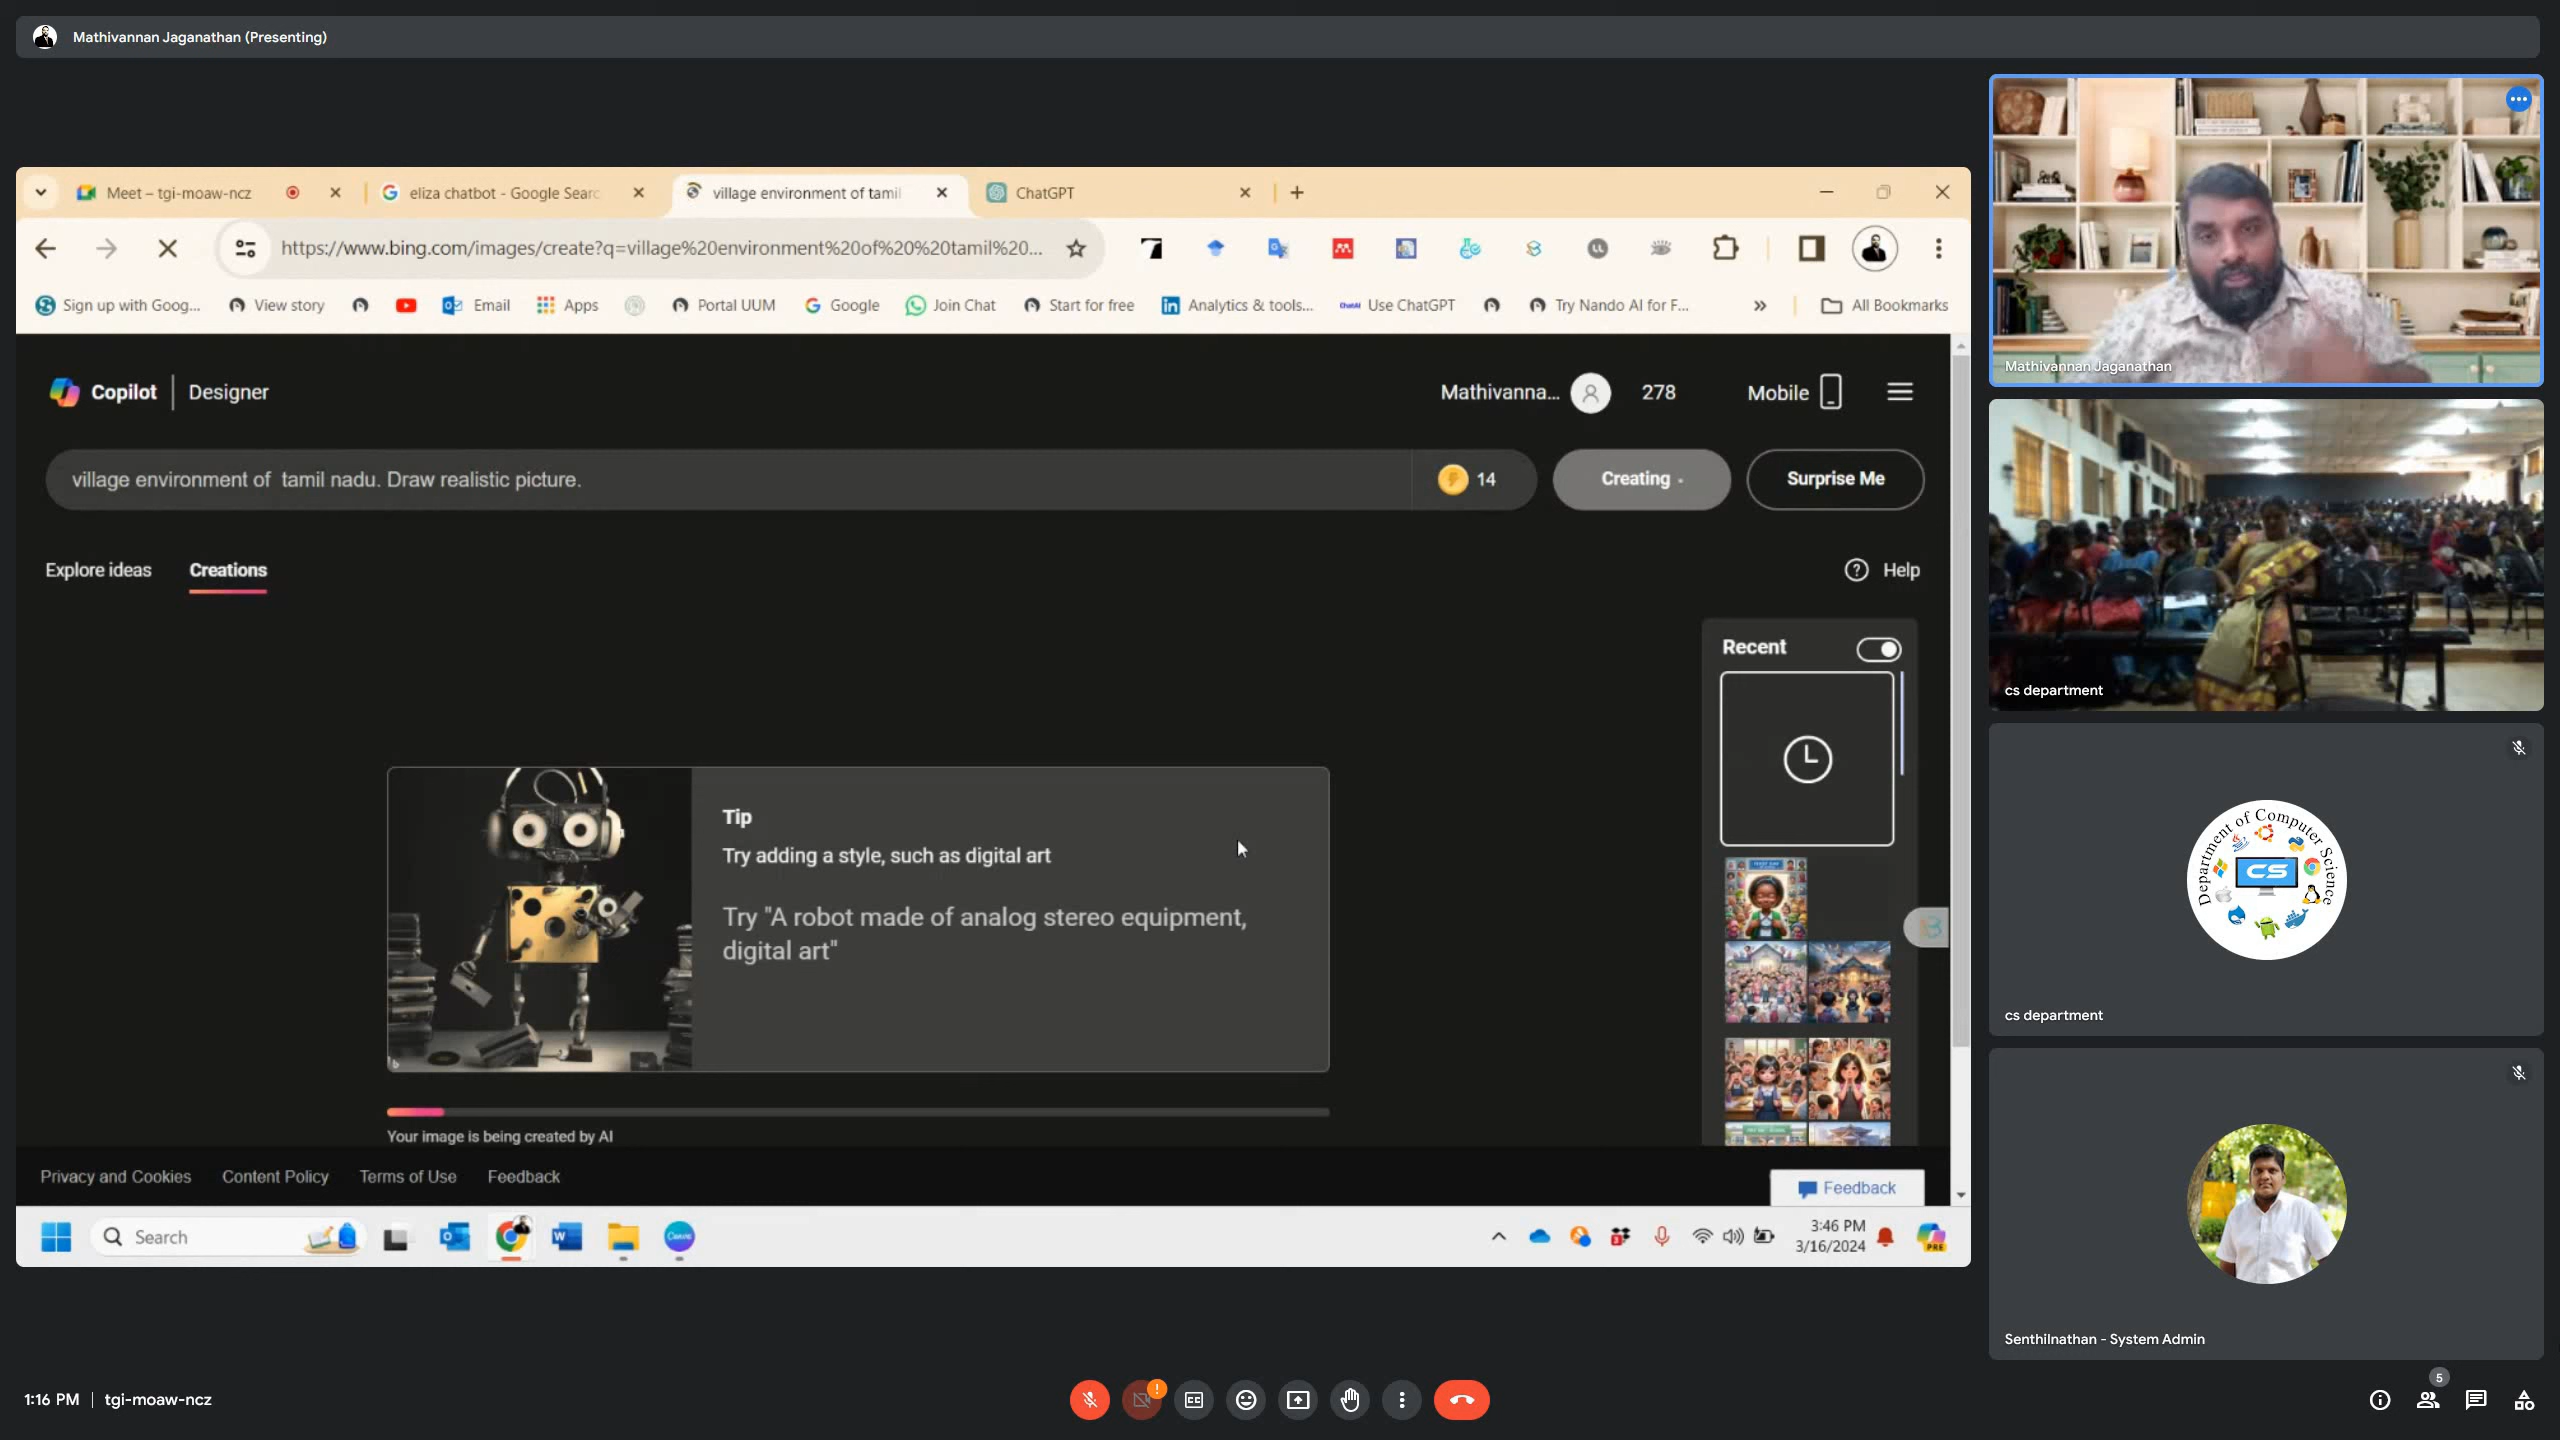 Mathivannan Jaganathan (Presenting)
Meet – tgi-moaw-ncz
eliza chatbot - Google Searc
village environment of tamil
ChatGPT
https://www.bing.com/images/create?q=village%20environment%20of%20%20tamil%20...
Sign up with Goog...
View story
Email
Apps
Portal UUM
Google
Join Chat
Start for free
Analytics & tools...
Use ChatGPT
Try Nando AI for F...
All Bookmarks
Copilot | Designer
Mathivanna...
278
Mobile
village environment of  tamil nadu. Draw realistic picture.
14
Creating
Surprise Me
Explore ideas
Creations
Help
Recent
Tip
Try adding a style, such as digital art
Try "A robot made of analog stereo equipment,
digital art"
Your image is being created by AI
Privacy and Cookies
Content Policy
Terms of Use
Feedback
Feedback
Search
3:46 PM
3/16/2024
PRE
Mathivannan Jaganathan
cs department
Department of Computer Science
CS
cs department
Senthilnathan - System Admin
1:16 PM | tgi-moaw-ncz
5